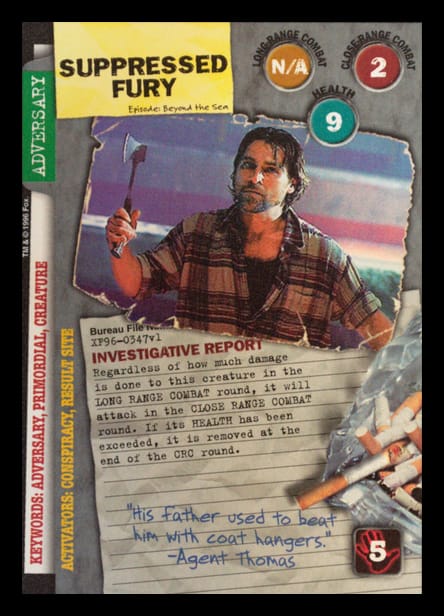 SUPPRESSED
FURY
Episode: Beyond the Sea
LONG RANGE COMBAT
N/A
CLOSE RANGE COMBAT
2
HEALTH
9
ADVERSARY
TM & © 1996 Fox.
KEYWORDS: ADVERSARY, PRIMORDIAL, CREATURE
ACTIVATORS: CONSPIRACY, RESULT SITE
Bureau File
XF96-0347v1
INVESTIGATIVE REPORT
Regardless of how much damage
is done to this creature in the
LONG RANGE COMBAT round, it will
attack in the CLOSE RANGE COMBAT
round. If its HEALTH has been
exceeded, it is removed at the
end of the CRC round.
"His father used to beat
him with coat hangers."
-Agent Thomas
5